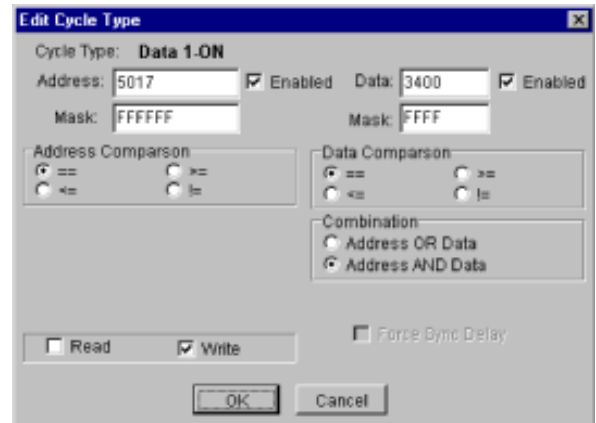 Edit Cycle Type
Cycle Type: Data 1-ON
Address: 5017 Enabled Data: 3400 Enabled
Mask: FFFFFF Mask: FFFF
Address Comparson Data Comparson
== >= == >=
<= != <= !=
Combination
Address OR Data
Address AND Data
Read Write Force Sync Delay
OK Cancel